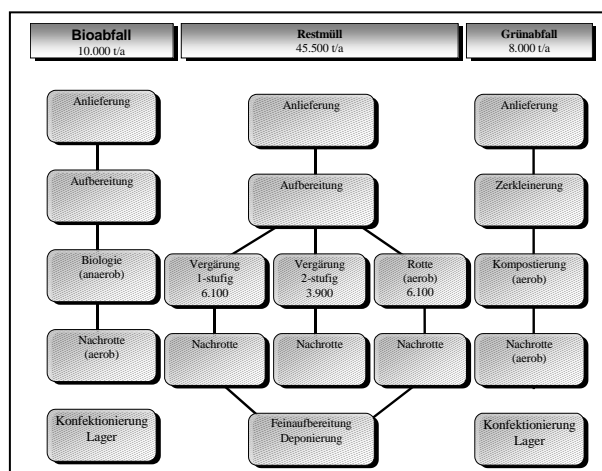 Bioabfall
10.000 t/a
Restmüll
45.500 t/a
Grünabfall
8.000 t/a
Anlieferung
Anlieferung
Anlieferung
Aufbereitung
Aufbereitung
Zerkleinerung
Biologie
(anaerob)
Vergärung
1-stufig
6.100
Vergärung
2-stufig
3.900
Rotte
(aerob)
6.100
Kompostierung
(aerob)
Nachrotte
(aerob)
Nachrotte
Nachrotte
Nachrotte
Nachrotte
(aerob)
Konfektionierung
Lager
Feinaufbereitung
Deponierung
Konfektionierung
Lager